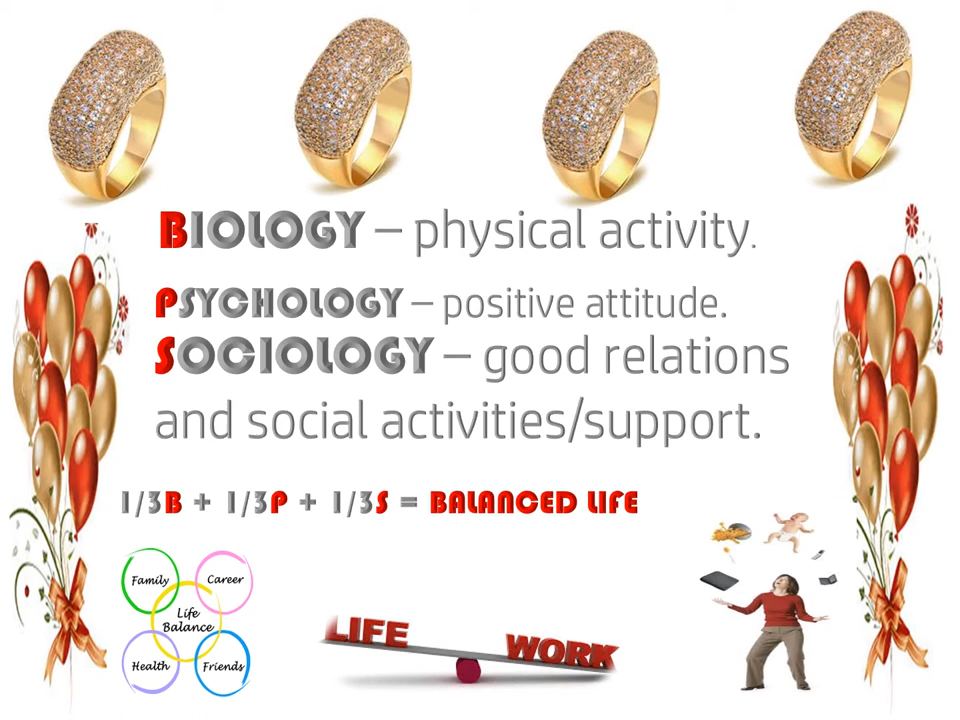 BIOLOGY – physical activity.
PSYCHOLOGY – positive attitude.
SOCIOLOGY – good relations
and social activities/support.
1/3B + 1/3P + 1/3S = BALANCED LIFE
Family
Career
Life
Balance
Health
Friends
LIFE
WORK